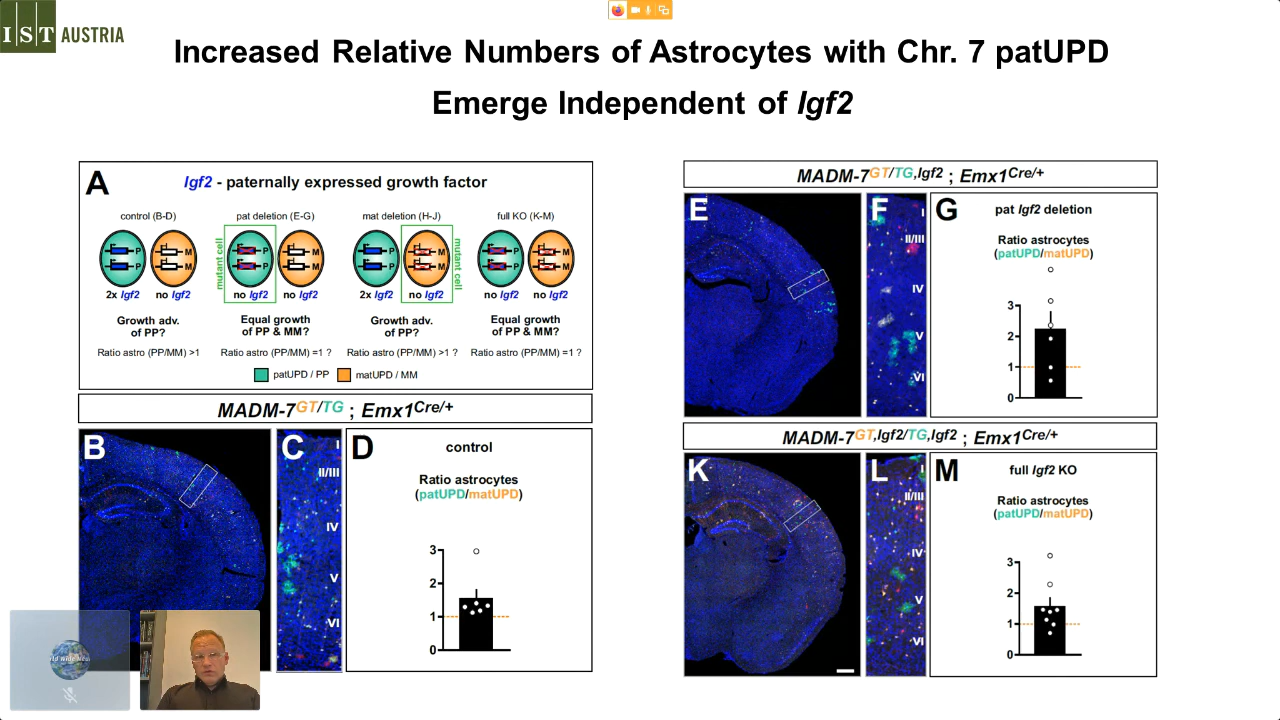 IST AUSTRIA
Increased Relative Numbers of Astrocytes with Chr. 7 patUPD
Emerge Independent of Igf2
A
Igf2 - paternally expressed growth factor
control (B-D)
pat deletion (E-G)
mat deletion (H-J)
full KO (K-M)
mutant cell
mutant cell
P M P M P M P M
P M P M P M P M
2x Igf2 no Igf2 no Igf2 no Igf2 2x Igf2 no Igf2 no Igf2 no Igf2
Growth adv.
of PP?
Equal growth
of PP & MM?
Growth adv.
of PP?
Equal growth
of PP & MM?
Ratio astro (PP/MM) >1
Ratio astro (PP/MM) =1 ?
Ratio astro (PP/MM) >1 ?
Ratio astro (PP/MM) =1 ?
patUPD / PP
matUPD / MM
MADM-7GT/TG ; Emx1Cre/+
B
C
I
II/III
IV
V
VI
D
control
Ratio astrocytes
(patUPD/matUPD)
3
2
1
0
MADM-7GT/TG,Igf2 ; Emx1Cre/+
E
F
I
II/III
IV
V
VI
G
pat Igf2 deletion
Ratio astrocytes
(patUPD/matUPD)
3
2
1
0
MADM-7GT,Igf2/TG,Igf2 ; Emx1Cre/+
K
L
I
II/III
IV
V
VI
M
full Igf2 KO
Ratio astrocytes
(patUPD/matUPD)
3
2
1
0